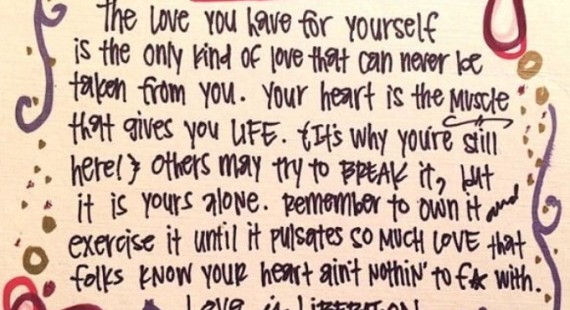 The Love you Have for yourself
is the only kind of love that can never be
taken from you. Your heart is the Muscle
that gives you LIFE. {It's why you're still
here!} Others may try to BREAK it, but
it is yours alone. Remember to own it and
exercise it until it pulsates so MUCH LOVE that
folks KNOW YOUR heart ain't Nothin' to f*k with.
Love is LIBERATION